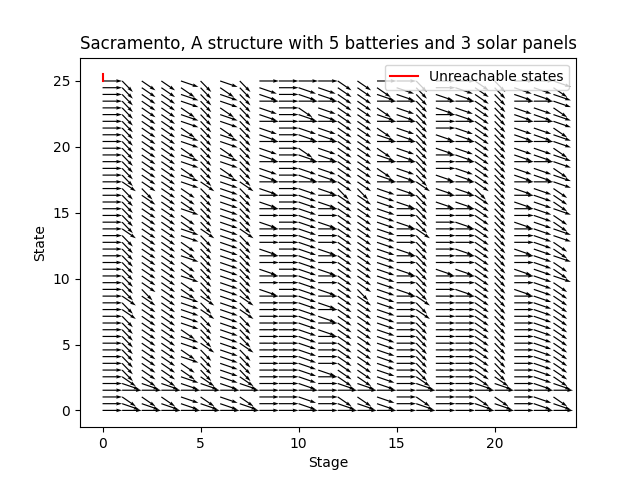 Sacramento, A structure with 5 batteries and 3 solar panels
Unreachable states
25
20
15
10
5
0
State
0 5 10 15 20
Stage